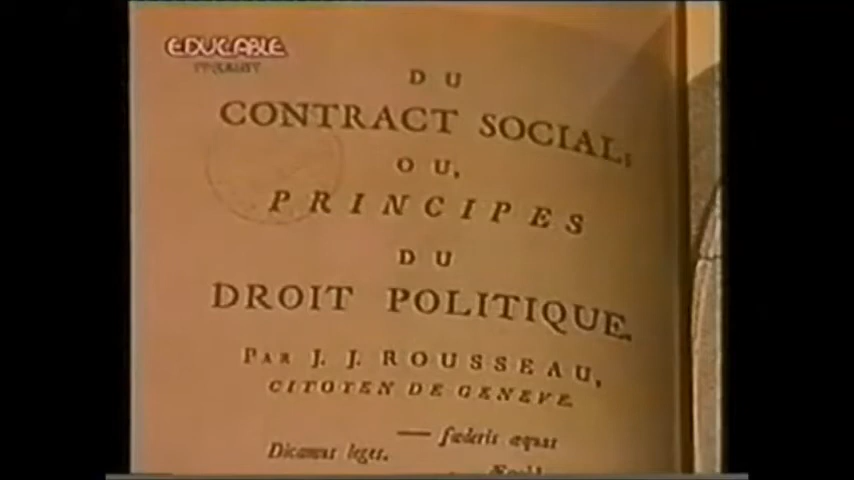 EDUCABLE
DU
CONTRACT SOCIAL;
OU,
PRINCIPES
DU
DROIT POLITIQUE.
PAR J. J. ROUSSEAU,
CITOYEN DE GENEVE.
— fœderis æquas
Dicamus leges.